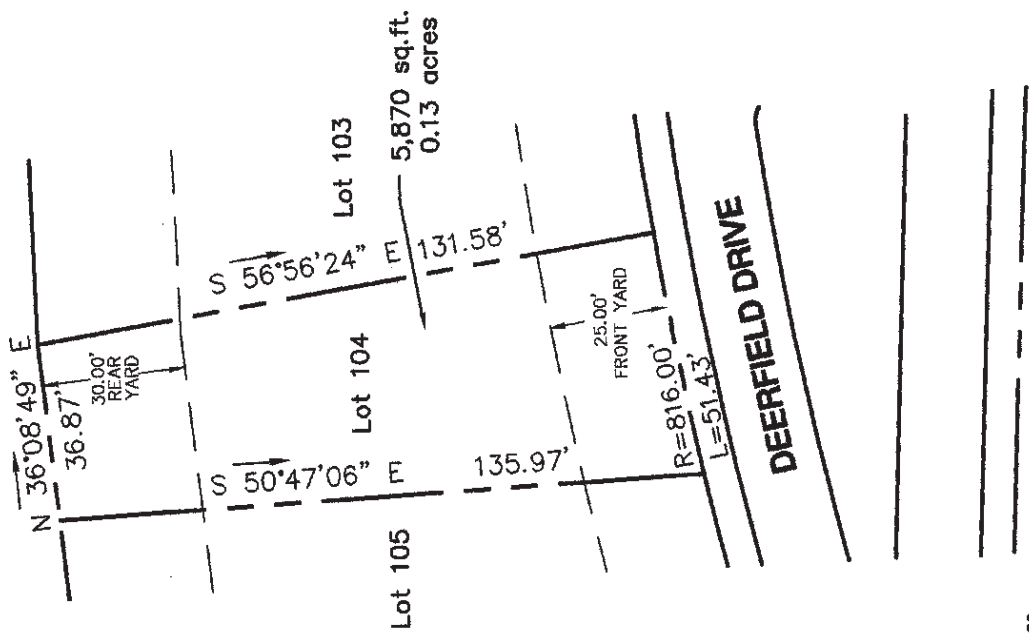 N 36°08'49" E
36.87'
30.00'
REAR
YARD
Lot 103
5,870 sq.ft.
0.13 acres
S 56°56'24" E 131.58'
Lot 104
S 50°47'06" E 135.97'
Lot 105
25.00'
FRONT YARD
R=816.00'
L=51.43'
DEERFIELD DRIVE